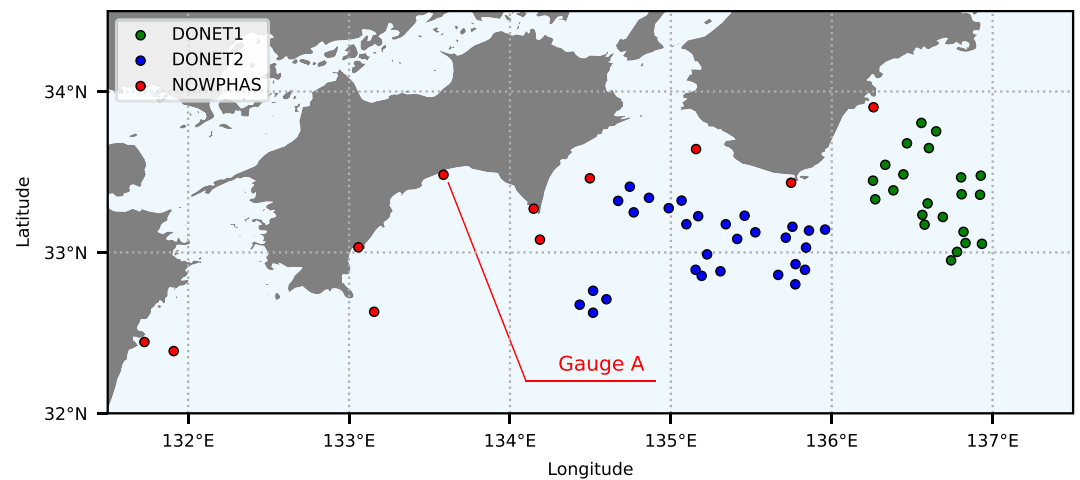 DONET1
DONET2
NOWPHAS
34°N
33°N
32°N
Latitude
Gauge A
132°E
133°E
134°E
135°E
136°E
137°E
Longitude